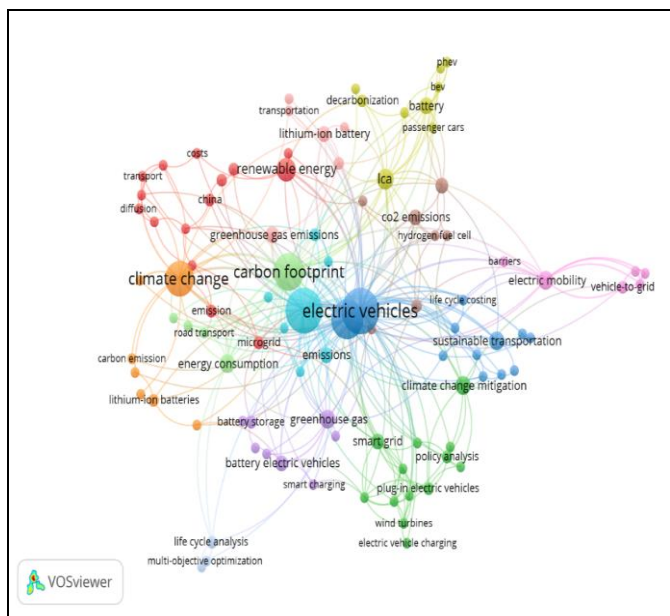 phev
bev
decarbonization
battery
transportation
passenger cars
lithium-ion battery
costs
renewable energy
transport
lca
china
diffusion
co2 emissions
greenhouse gas emissions
hydrogen fuel cell
barriers
climate change
carbon footprint
electric mobility
vehicle-to-grid
life cycle costing
emission
electric vehicles
road transport
microgrid
sustainable transportation
carbon emission
energy consumption
emissions
climate change mitigation
lithium-ion batteries
battery storage
greenhouse gas
smart grid
policy analysis
battery electric vehicles
smart charging
plug-in electric vehicles
wind turbines
life cycle analysis
electric vehicle charging
multi-objective optimization
VOSviewer